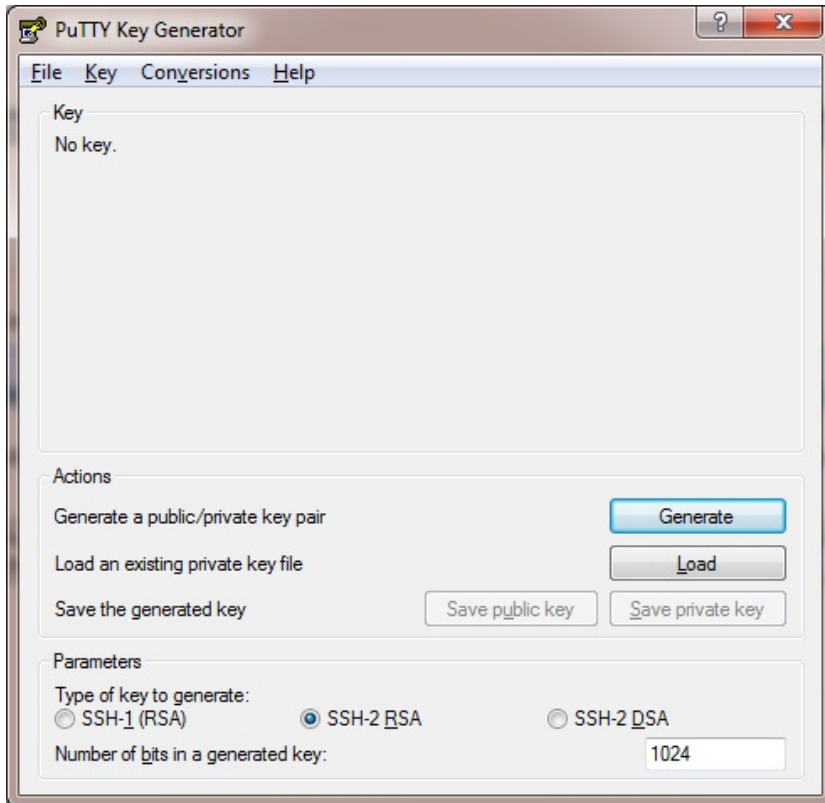 PuTTY Key Generator
File Key Conversions Help
Key
No key.
Actions
Generate a public/private key pair Generate
Load an existing private key file Load
Save the generated key Save public key Save private key
Parameters
Type of key to generate:
SSH-1 (RSA) SSH-2 RSA SSH-2 DSA
Number of bits in a generated key: 1024